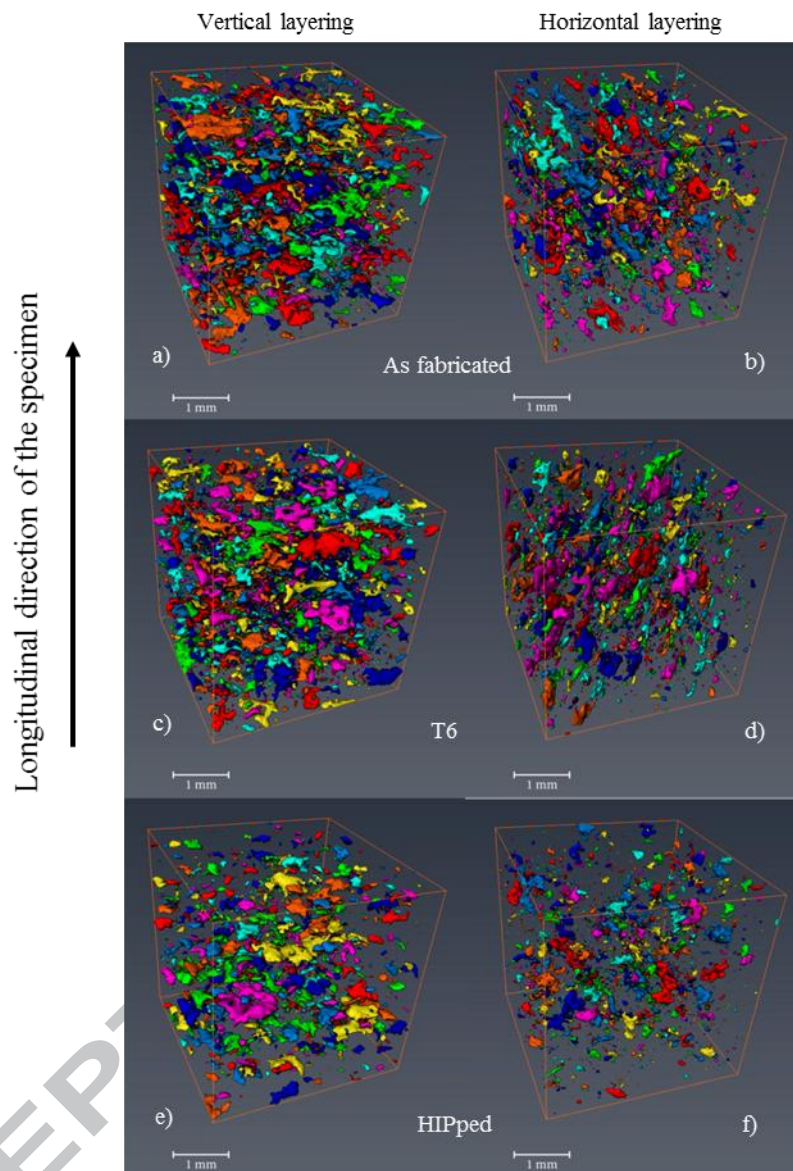 Vertical layering
Horizontal layering
Longitudinal direction of the specimen
a)
b)
As fabricated
1 mm
1 mm
c)
d)
T6
1 mm
1 mm
e)
f)
HIPped
1 mm
1 mm
EPT